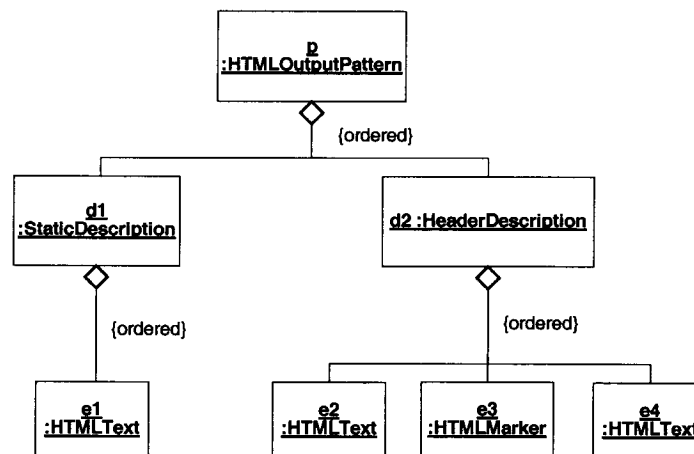 p
:HTMLOutputPattern
{ordered}
d1
:StaticDescription
d2 :HeaderDescription
{ordered}
{ordered}
e1
:HTMLText
e2
:HTMLText
e3
:HTMLMarker
e4
:HTMLText